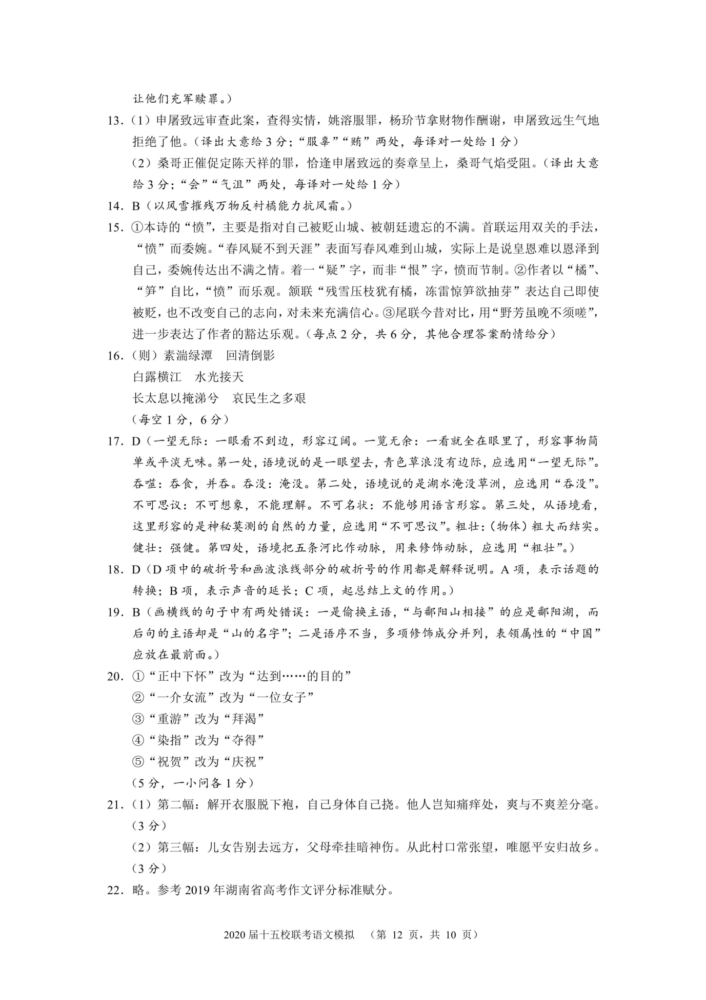 让他们充军赎罪。）
13．（1）申屠致远审查此案，查得实情，姚溶服罪，杨玠节拿财物作酬谢，申屠致远生气地
拒绝了他。（译出大意给 3 分；“服辜”“贿”两处，每译对一处给 1 分）
（2）桑哥正催促定陈天祥的罪，恰逢申屠致远的奏章呈上，桑哥气焰受阻。（译出大意
给 3 分；“会”“气沮”两处，每译对一处给 1 分）
14．B（以风雪摧残万物反衬橘能力抗风霜。）
15．①本诗的“愤”，主要是指对自己被贬山城、被朝廷遗忘的不满。首联运用双关的手法，
“愤”而委婉。“春风疑不到天涯”表面写春风难到山城，实际上是说皇恩难以恩泽到
自己，委婉传达出不满之情。着一“疑”字，而非“恨”字，愤而节制。②作者以“橘”、
“笋”自比，“愤”而乐观。颔联“残雪压枝犹有橘，冻雷惊笋欲抽芽”表达自己即使
被贬，也不改变自己的志向，对未来充满信心。③尾联今昔对比，用“野芳虽晚不须嗟”，
进一步表达了作者的豁达乐观。（每点 2 分，共 6 分，其他合理答案酌情给分）
16．（则）素湍绿潭　回清倒影
白露横江　水光接天
长太息以掩涕兮　哀民生之多艰
（每空 1 分，6 分）
17．D（一望无际：一眼看不到边，形容辽阔。一览无余：一看就全在眼里了，形容事物简
单或平淡无味。第一处，语境说的是一眼望去，青色草浪没有边际，应选用“一望无际”。
吞噬：吞食，并吞。吞没：淹没。第二处，语境说的是湖水淹没草洲，应选用“吞没”。
不可思议：不可想象，不能理解。不可名状：不能够用语言形容。第三处，从语境看，
这里形容的是神秘莫测的自然的力量，应选用“不可思议”。粗壮：（物体）粗大而结实。
健壮：强健。第四处，语境把五条河比作动脉，用来修饰动脉，应选用“粗壮”。）
18．D（D 项中的破折号和画波浪线部分的破折号的作用都是解释说明。A 项，表示话题的
转换；B 项，表示声音的延长；C 项，起总结上文的作用。）
19．B（画横线的句子中有两处错误：一是偷换主语，“与鄱阳山相接”的应是鄱阳湖，而
后句的主语却是“山的名字”；二是语序不当，多项修饰成分并列，表领属性的“中国”
应放在最前面。）
20．①“正中下怀”改为“达到……的目的”
②“一介女流”改为“一位女子”
③“重游”改为“拜渴”
④“染指”改为“夺得”
⑤“祝贺”改为“庆祝”
（5 分，一小问各 1 分）
21．（1）第二幅：解开衣服脱下袍，自己身体自己挠。他人岂知痛痒处，爽与不爽差分毫。
（3 分）
（2）第三幅：儿女告别去远方，父母牵挂暗神伤。从此村口常张望，唯愿平安归故乡。
（3 分）
22．略。参考 2019 年湖南省高考作文评分标准赋分。
2020 届十五校联考语文模拟　（第 12 页，共 10 页）